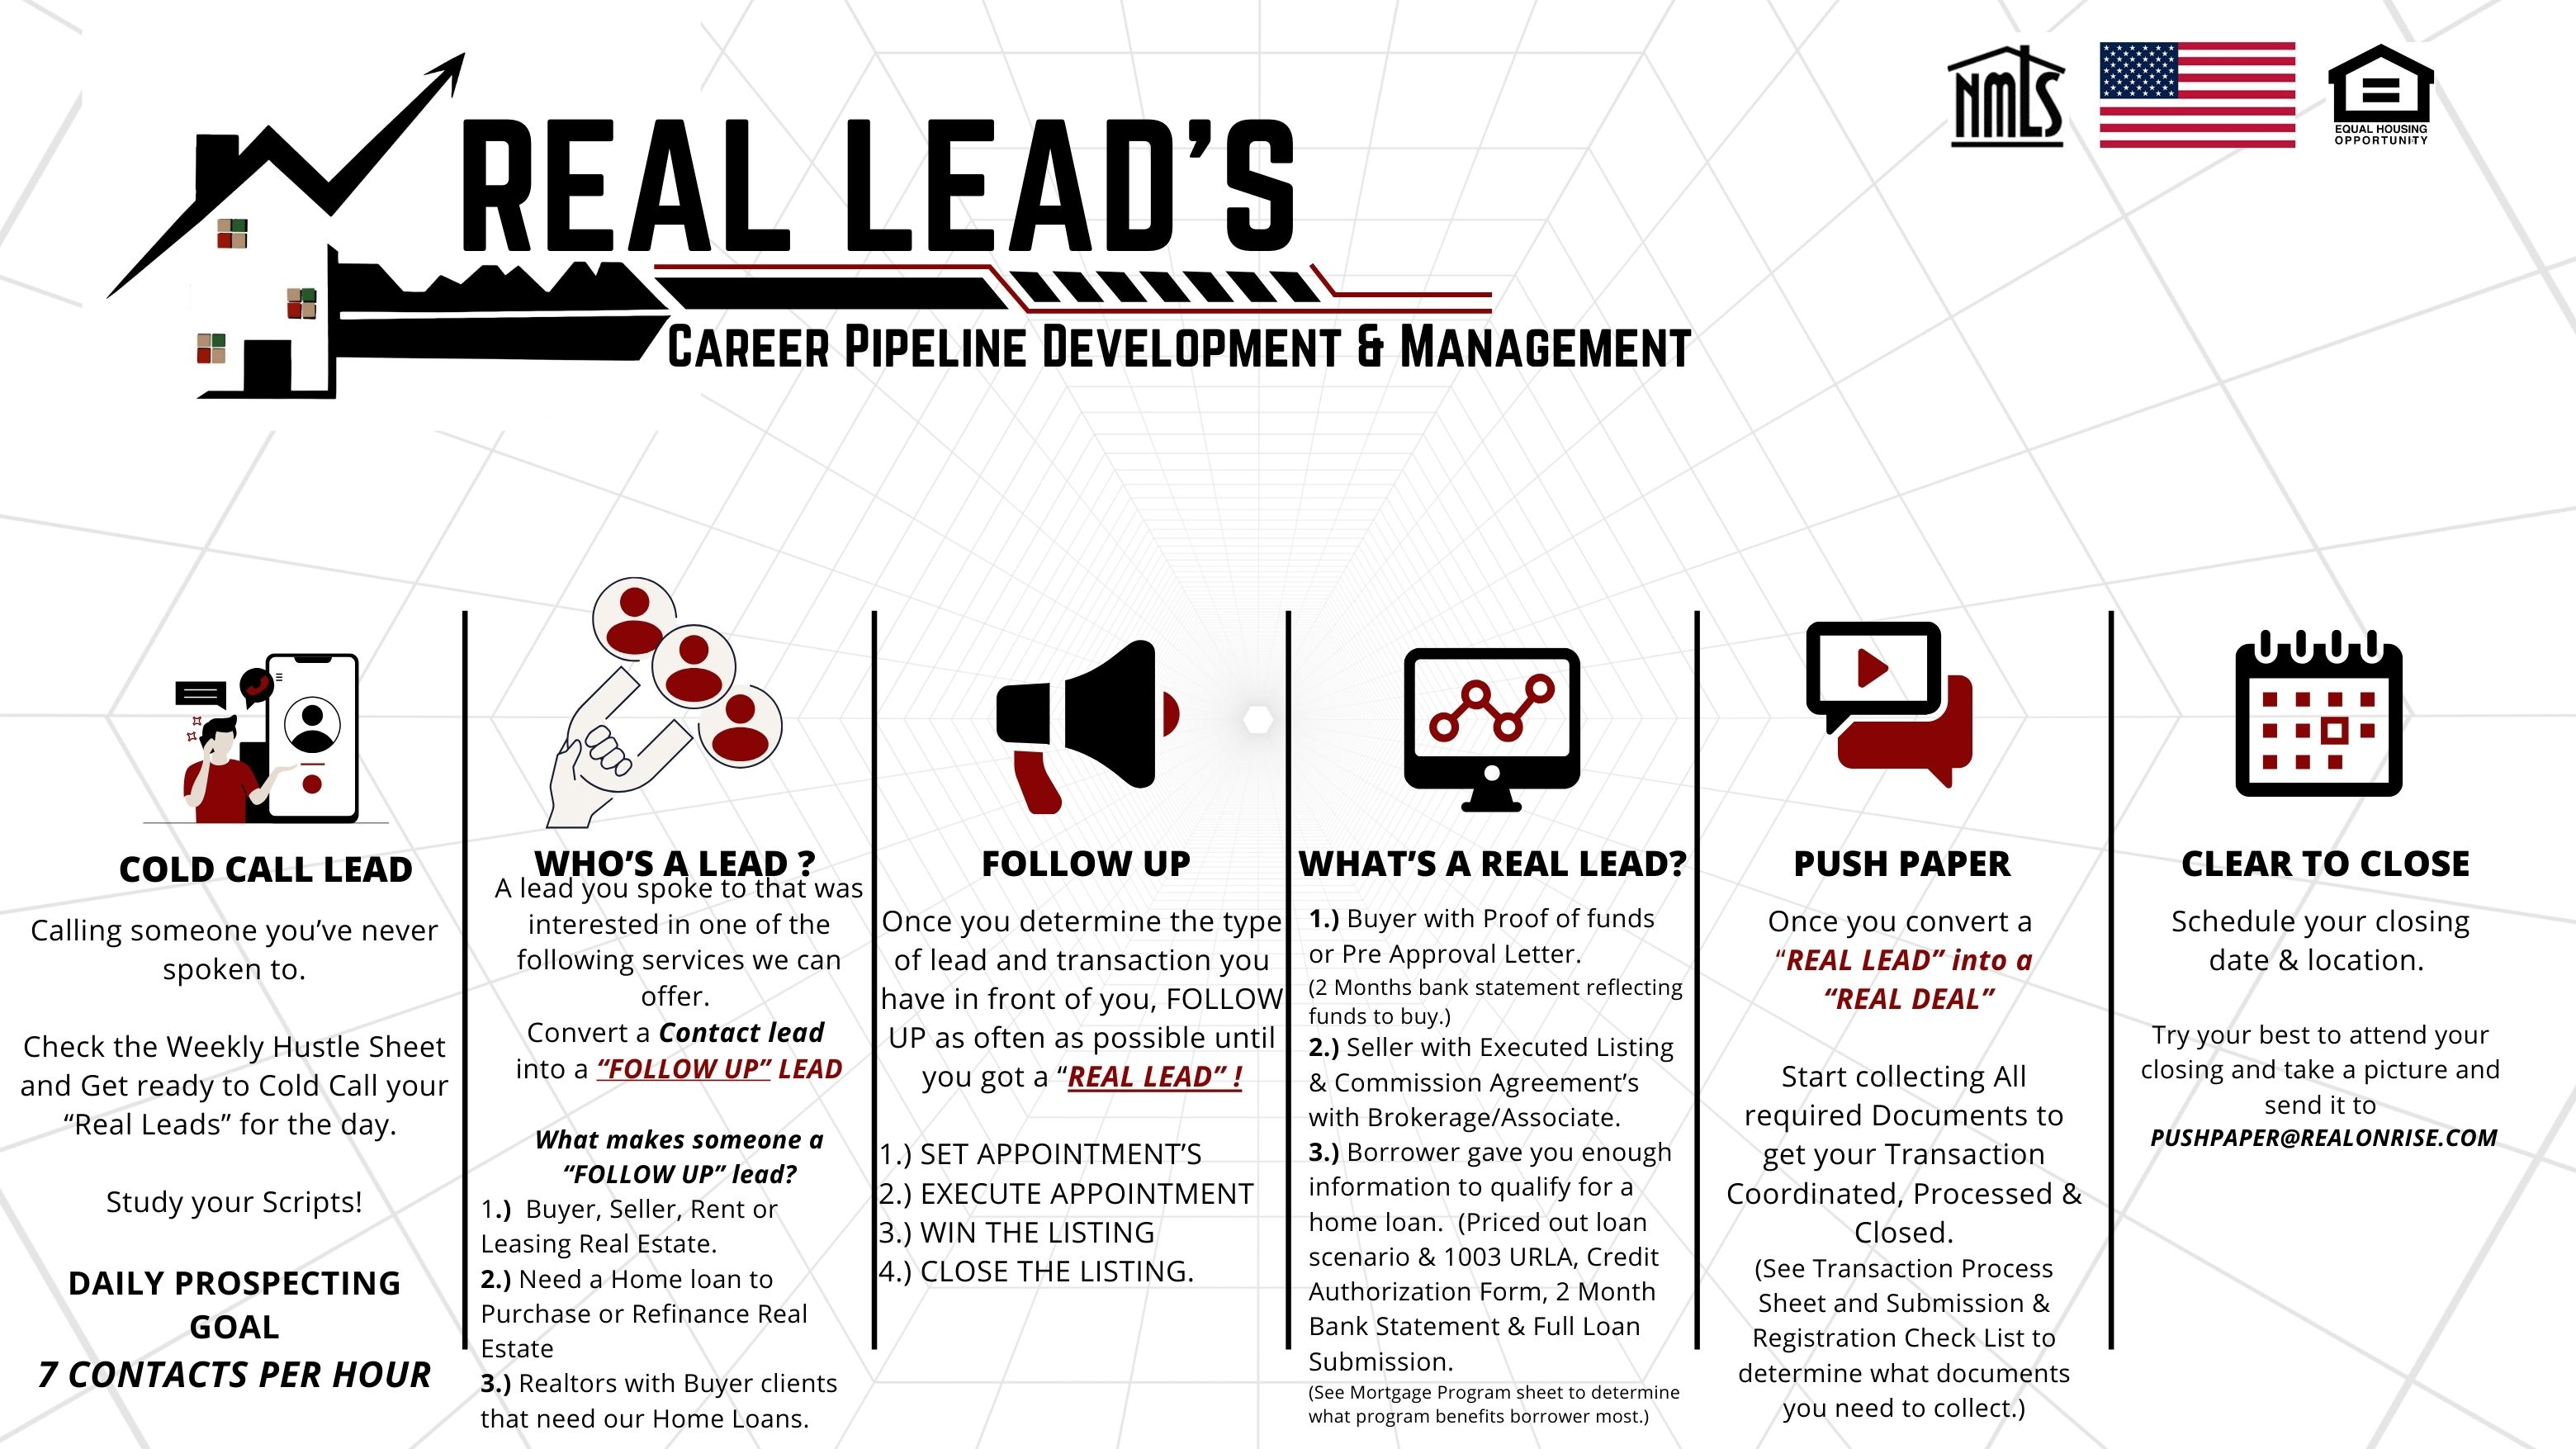 REAL LEAD'S
CAREER PIPELINE DEVELOPMENT & MANAGEMENT
NMLS
EQUAL HOUSING
OPPORTUNITY
COLD CALL LEAD
Calling someone you've never
spoken to.
Check the Weekly Hustle Sheet
and Get ready to Cold Call your
“Real Leads” for the day.
Study your Scripts!
DAILY PROSPECTING
GOAL
7 CONTACTS PER HOUR
WHO'S A LEAD ?
A lead you spoke to that was
interested in one of the
following services we can
offer.
Convert a Contact lead
into a “FOLLOW UP” LEAD
What makes someone a
“FOLLOW UP” lead?
1.) Buyer, Seller, Rent or
Leasing Real Estate.
2.) Need a Home loan to
Purchase or Refinance Real
Estate
3.) Realtors with Buyer clients
that need our Home Loans.
FOLLOW UP
Once you determine the type
of lead and transaction you
have in front of you, FOLLOW
UP as often as possible until
you got a “REAL LEAD” !
1.) SET APPOINTMENT'S
2.) EXECUTE APPOINTMENT
3.) WIN THE LISTING
4.) CLOSE THE LISTING.
WHAT'S A REAL LEAD?
1.) Buyer with Proof of funds
or Pre Approval Letter.
(2 Months bank statement reflecting
funds to buy.)
2.) Seller with Executed Listing
& Commission Agreement's
with Brokerage/Associate.
3.) Borrower gave you enough
information to qualify for a
home loan. (Priced out loan
scenario & 1003 URLA, Credit
Authorization Form, 2 Month
Bank Statement & Full Loan
Submission.
(See Mortgage Program sheet to determine
what program benefits borrower most.)
PUSH PAPER
Once you convert a
“REAL LEAD” into a
“REAL DEAL”
Start collecting All
required Documents to
get your Transaction
Coordinated, Processed &
Closed.
(See Transaction Process
Sheet and Submission &
Registration Check List to
determine what documents
you need to collect.)
CLEAR TO CLOSE
Schedule your closing
date & location.
Try your best to attend your
closing and take a picture and
send it to
PUSHPAPER@REALONRISE.COM